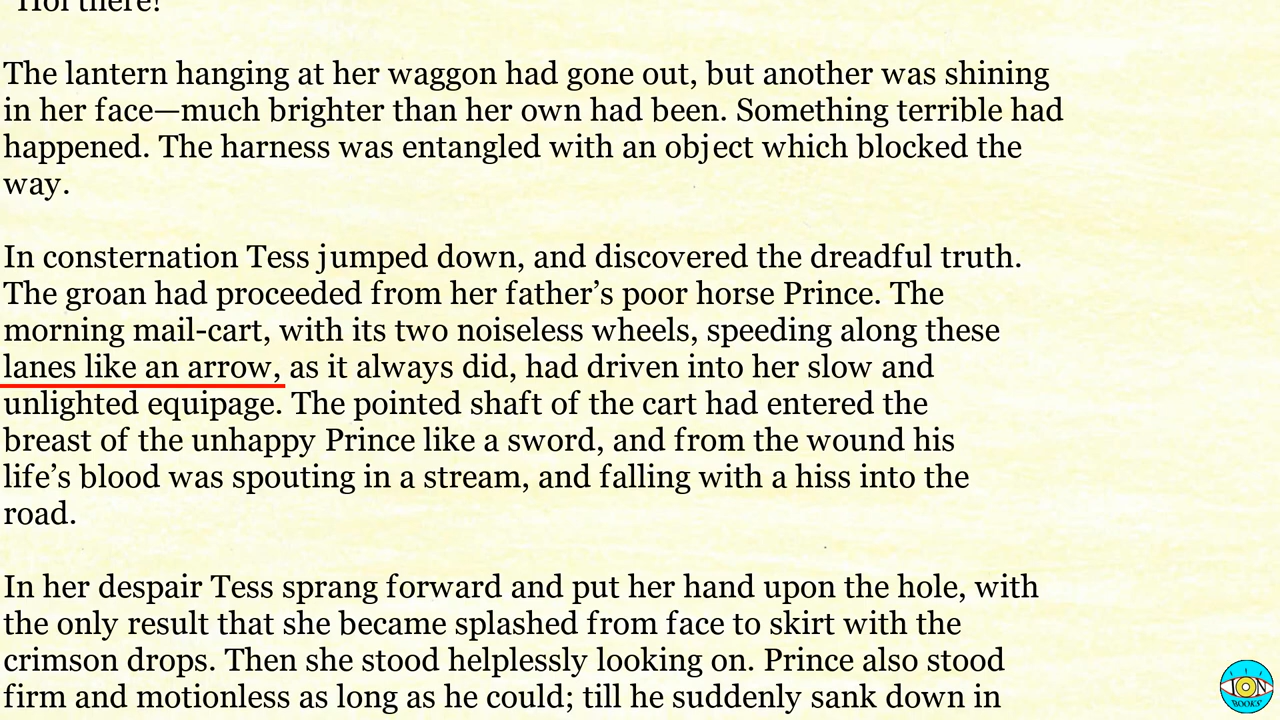 "Hoi there!"
The lantern hanging at her waggon had gone out, but another was shining
in her face—much brighter than her own had been. Something terrible had
happened. The harness was entangled with an object which blocked the
way.
In consternation Tess jumped down, and discovered the dreadful truth.
The groan had proceeded from her father’s poor horse Prince. The
morning mail-cart, with its two noiseless wheels, speeding along these
lanes like an arrow, as it always did, had driven into her slow and
unlighted equipage. The pointed shaft of the cart had entered the
breast of the unhappy Prince like a sword, and from the wound his
life’s blood was spouting in a stream, and falling with a hiss into the
road.
In her despair Tess sprang forward and put her hand upon the hole, with
the only result that she became splashed from face to skirt with the
crimson drops. Then she stood helplessly looking on. Prince also stood
firm and motionless as long as he could; till he suddenly sank down in
ION
BOOKS